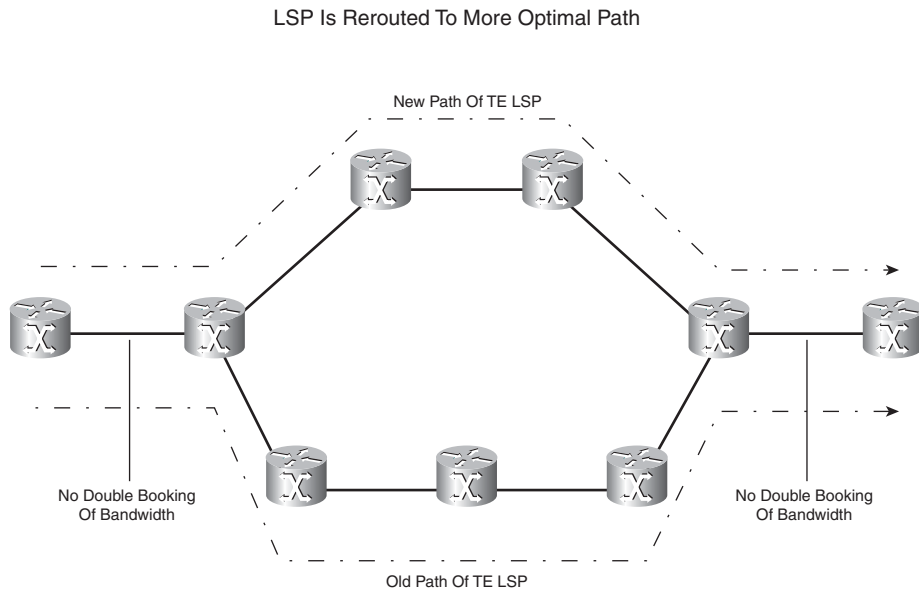 LSP Is Rerouted To More Optimal Path
New Path Of TE LSP
No Double Booking
Of Bandwidth
No Double Booking
Of Bandwidth
Old Path Of TE LSP